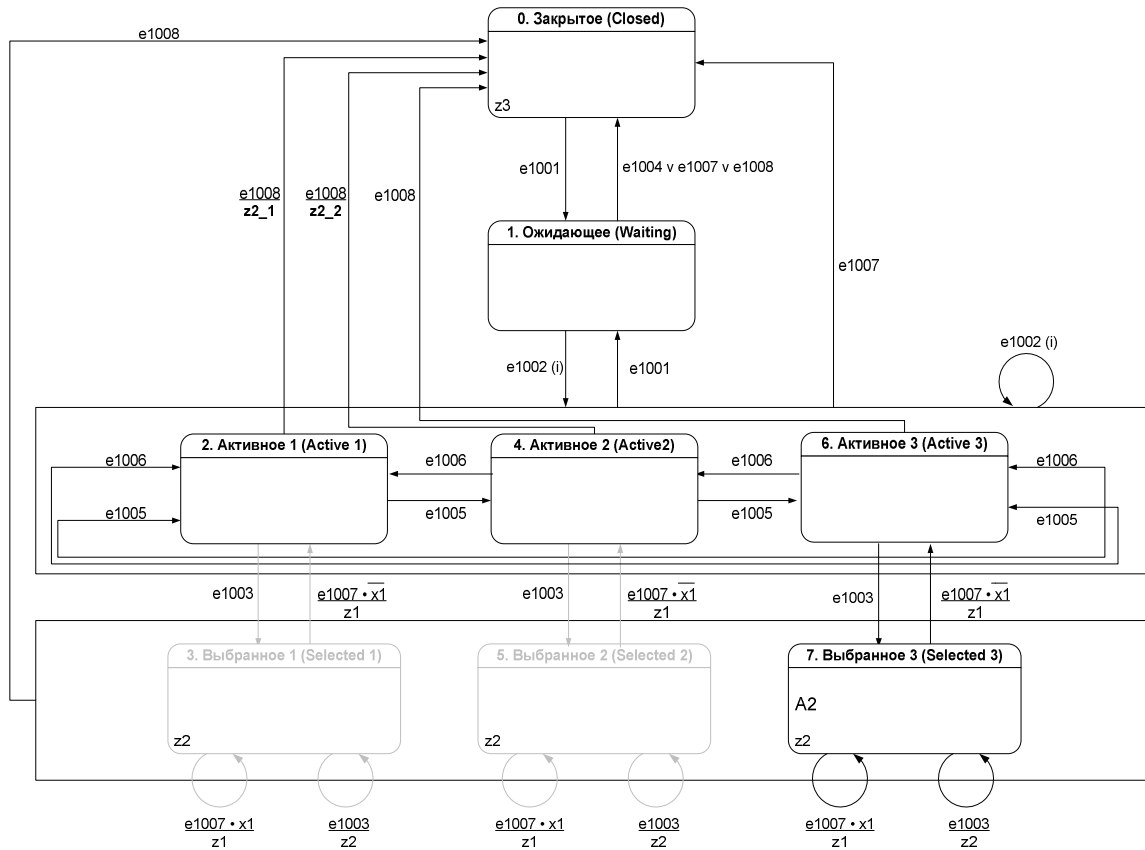 0. Закрытое (Closed)
z3
e1008
e1008
z2_1
e1008
z2_2
e1008
e1001
e1004 v e1007 v e1008
1. Ожидающее (Waiting)
e1007
e1002 (i)
e1001
e1002 (i)
2. Активное 1 (Active 1)
4. Активное 2 (Active2)
6. Активное 3 (Active 3)
e1006
e1006
e1006
e1006
e1005
e1005
e1005
e1005
e1003
e1007 • x̅1̅
z1
e1003
e1007 • x̅1̅
z1
e1003
e1007 • x̅1̅
z1
3. Выбранное 1 (Selected 1)
z2
5. Выбранное 2 (Selected 2)
z2
7. Выбранное 3 (Selected 3)
A2
z2
e1007 • x1
z1
e1003
z2
e1007 • x1
z1
e1003
z2
e1007 • x1
z1
e1003
z2